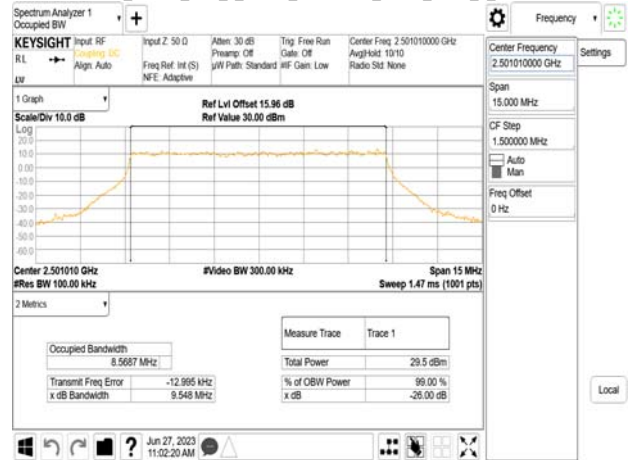 Spectrum Analyzer 1
Occupied BW
KEYSIGHT
Input: RF
Coupling: DC
Align: Auto
RL
LV
Input Z: 50 Ω
Freq Ref: Int (S)
NFE: Adaptive
Atten: 30 dB
Preamp: Off
µW Path: Standard
Trig: Free Run
Gate: Off
#IF Gain: Low
Center Freq: 2.501010000 GHz
Avg|Hold: 10/10
Radio Std: None
Frequency
Settings
Center Frequency
2.501010000 GHz
Span
15.000 MHz
CF Step
1.500000 MHz
Auto
Man
Freq Offset
0 Hz
Local
1 Graph
Scale/Div 10.0 dB
Ref Lvl Offset 15.96 dB
Ref Value 30.00 dBm
Log
20.0
10.0
0.00
-10.0
-20.0
-30.0
-40.0
-50.0
-60.0
Center 2.501010 GHz
#Res BW 100.00 kHz
#Video BW 300.00 kHz
Span 15 MHz
Sweep 1.47 ms (1001 pts)
2 Metrics
Measure Trace Trace 1
Occupied Bandwidth
8.5687 MHz
Total Power 29.5 dBm
Transmit Freq Error -12.995 kHz
% of OBW Power 99.00 %
x dB Bandwidth 9.548 MHz
x dB -26.00 dB
Jun 27, 2023
11:02:20 AM